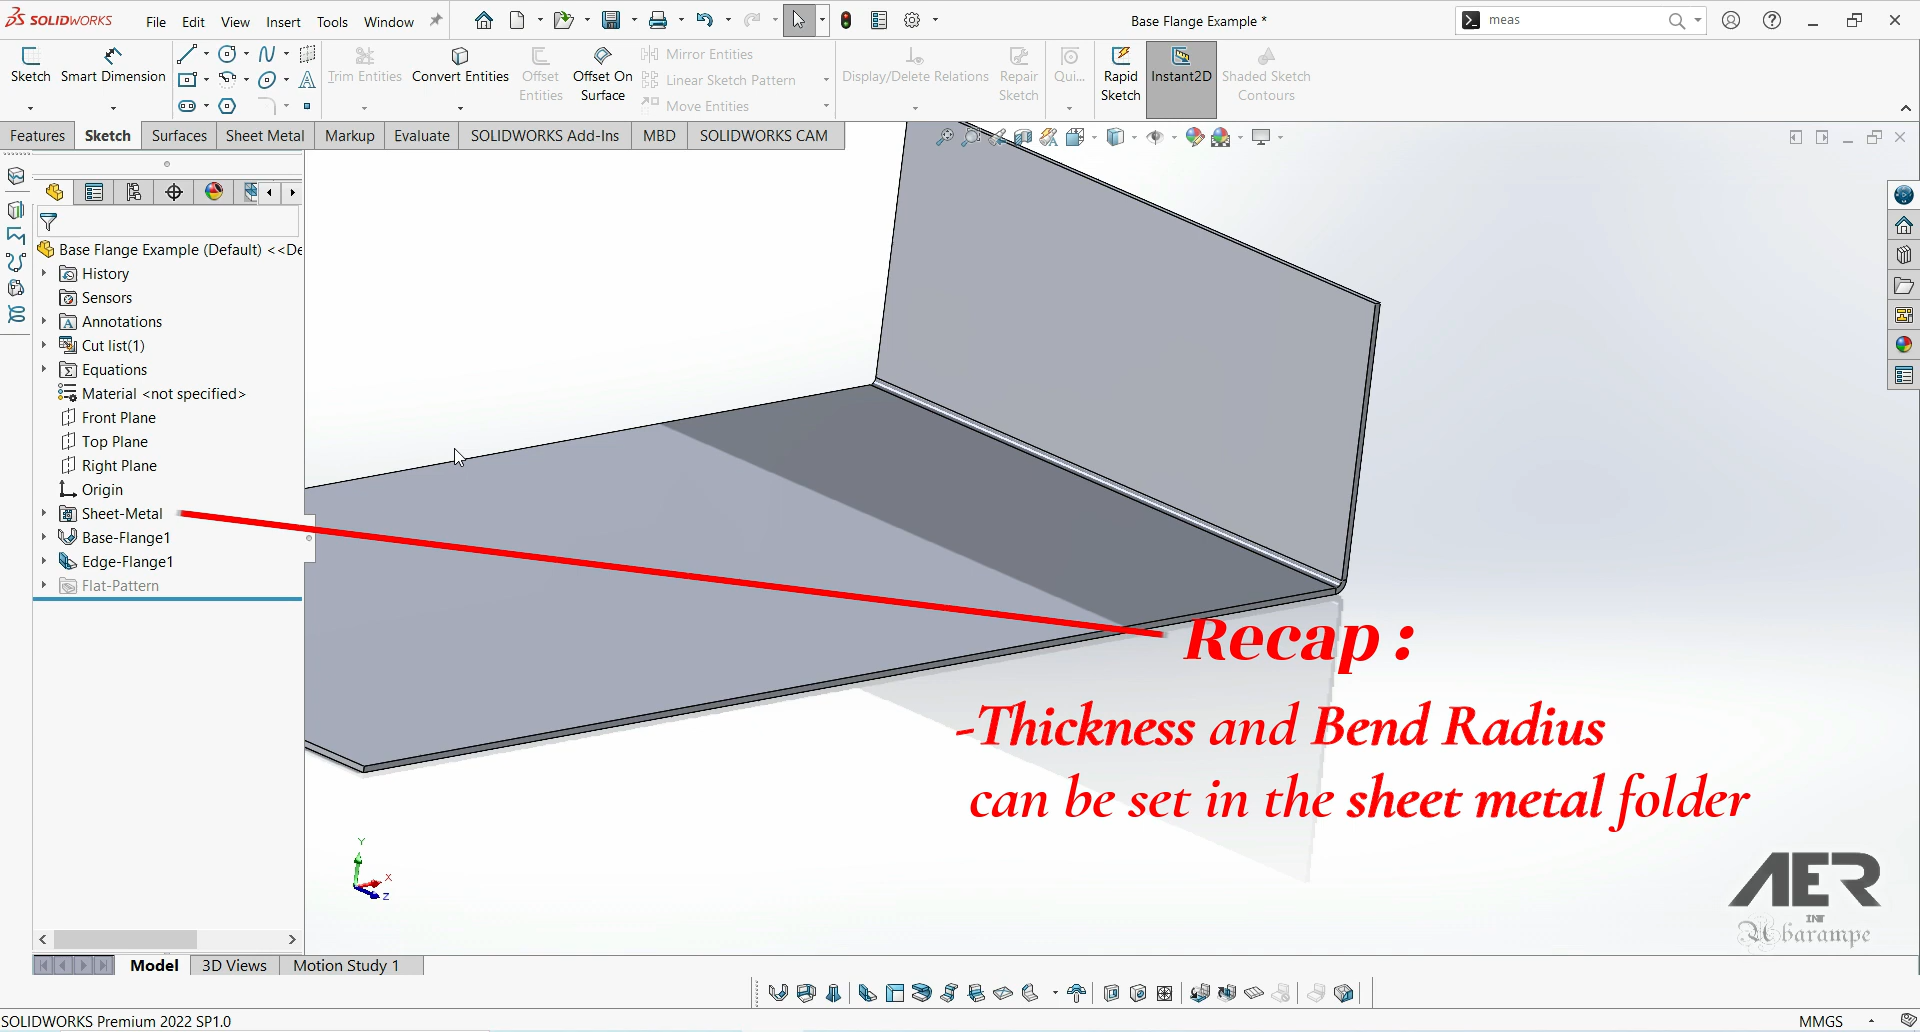 SOLIDWORKS
File Edit View Insert Tools Window
Base Flange Example *
meas
Sketch
Smart Dimension
Trim Entities
Convert Entities
Offset Entities
Offset On Surface
Mirror Entities
Linear Sketch Pattern
Move Entities
Display/Delete Relations
Repair Sketch
Qui...
Rapid Sketch
Instant2D
Shaded Sketch Contours
Features Sketch Surfaces Sheet Metal Markup Evaluate SOLIDWORKS Add-Ins MBD SOLIDWORKS CAM
Base Flange Example (Default) <<De
History
Sensors
Annotations
Cut list(1)
Equations
Material <not specified>
Front Plane
Top Plane
Right Plane
Origin
Sheet-Metal
Base-Flange1
Edge-Flange1
Flat-Pattern
Recap :
-Thickness and Bend Radius
can be set in the sheet metal folder
Y
X
Z
AER
INT
Abarampe
Model 3D Views Motion Study 1
SOLIDWORKS Premium 2022 SP1.0
MMGS